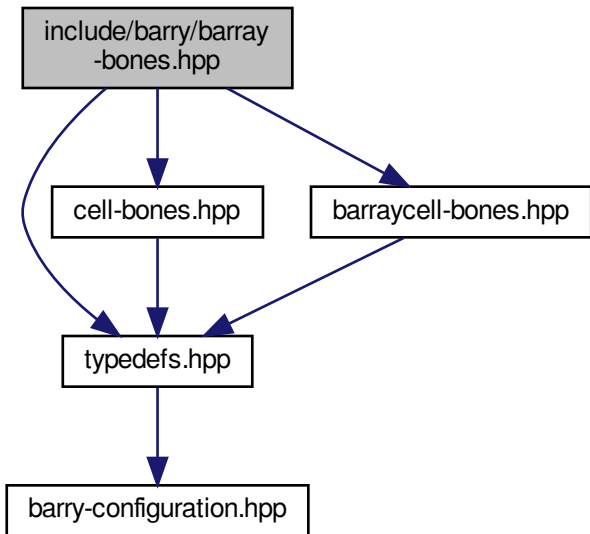 include/barry/barray
-bones.hpp
cell-bones.hpp
barraycell-bones.hpp
typedefs.hpp
barry-configuration.hpp